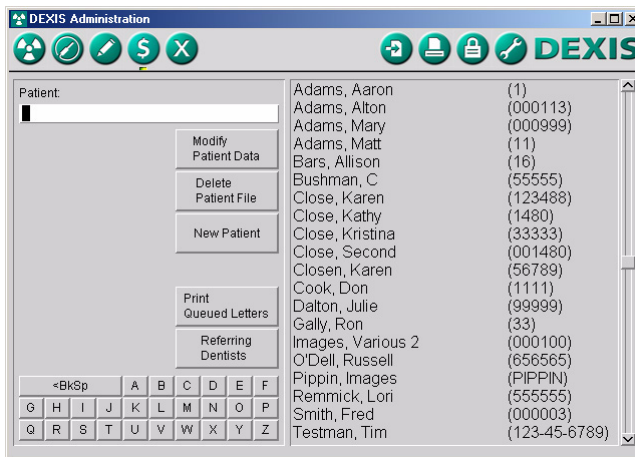 DEXIS Administration
$ X DEXIS
Patient:
Modify
Patient Data
Delete
Patient File
New Patient
Print
Queued Letters
Referring
Dentists
<BkSp A B C D E F
G H I J K L M N O P
Q R S T U V W X Y Z
Adams, Aaron (1)
Adams, Alton (000113)
Adams, Mary (000999)
Adams, Matt (11)
Bars, Allison (16)
Bushman, C (55555)
Close, Karen (123488)
Close, Kathy (1480)
Close, Kristina (33333)
Close, Second (001480)
Closen, Karen (56789)
Cook, Don (1111)
Dalton, Julie (99999)
Gally, Ron (33)
Images, Various 2 (000100)
O'Dell, Russell (656565)
Pippin, Images (PIPPIN)
Remmick, Lori (555555)
Smith, Fred (000003)
Testman, Tim (123-45-6789)